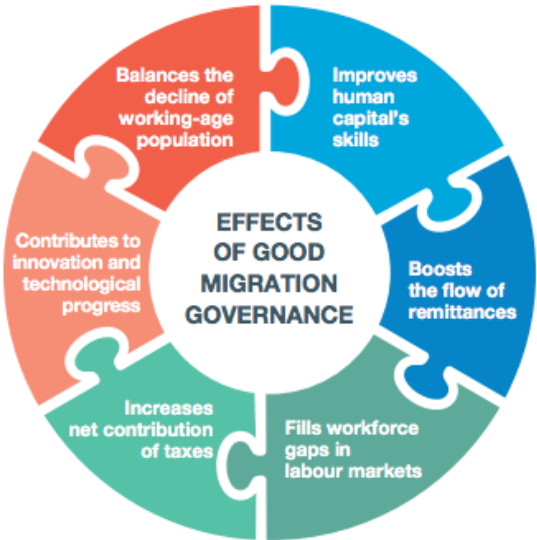 EFFECTS
OF GOOD
MIGRATION
GOVERNANCE
Improves
human
capital's
skills
Boosts
the flow of
remittances
Fills workforce
gaps in
labour markets
Increases
net contribution
of taxes
Contributes to
innovation and
technological
progress
Balances the
decline of
working-age
population